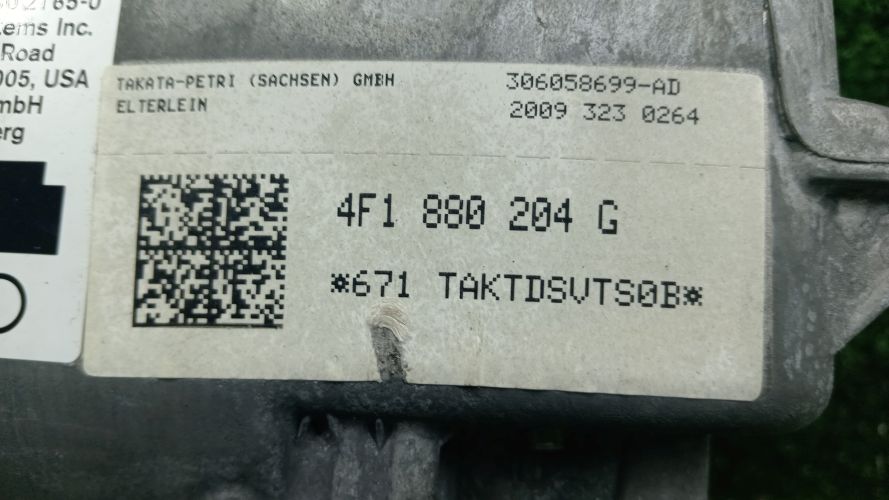 tems Inc.
Road
005, USA
mbH
erg
TAKATA-PETRI (SACHSEN) GMBH
ELTERLEIN
306058699-AD
2009 323 0264
4F1 880 204 G
*671 TAKTDSVTS0B*